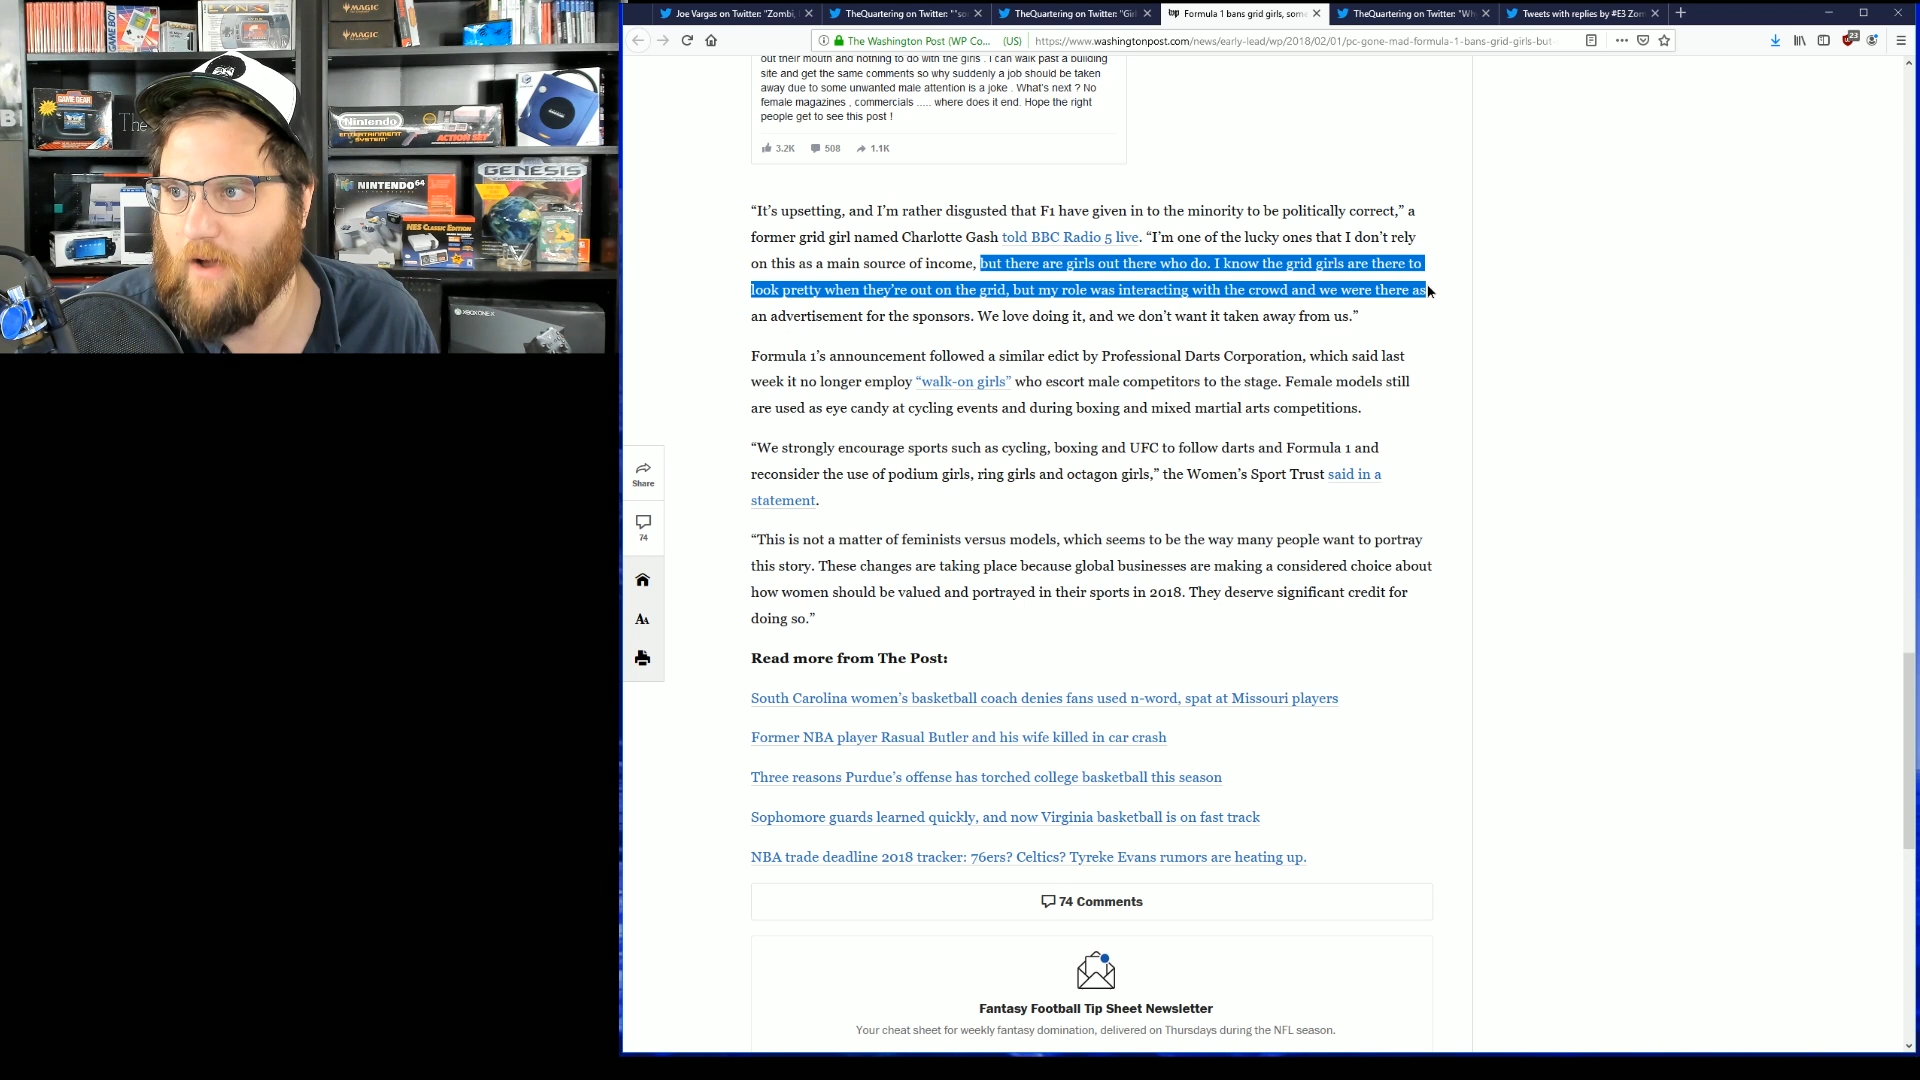 Joe Vargas on Twitter: "Zombi,
TheQuartering on Twitter: "
TheQuartering on Twitter: "Girl
Formula 1 bans grid girls, some
TheQuartering on Twitter: "Wh
Tweets with replies by #E3 Zom
The Washington Post (WP Co... (US)
https://www.washingtonpost.com/news/early-lead/wp/2018/02/01/pc-gone-mad-formula-1-bans-grid-girls-but-
23
LYNX
GAME BOY
MAGIC
MAGIC
GAME GEAR
The
Nintendo
ENTERTAINMENT SYSTEM
ACTION SET
GENESIS
NINTENDO 64
NES CLASSIC EDITION
XBOX ONE X
out their mouth and nothing to do with the girls . I can walk past a building
site and get the same comments so why suddenly a job should be taken
away due to some unwanted male attention is a joke . What's next ? No
female magazines , commercials ..... where does it end. Hope the right
people get to see this post !
3.2K 508 1.1K
“It’s upsetting, and I’m rather disgusted that F1 have given in to the minority to be politically correct,” a
former grid girl named Charlotte Gash told BBC Radio 5 live. “I’m one of the lucky ones that I don’t rely
on this as a main source of income, but there are girls out there who do. I know the grid girls are there to
look pretty when they’re out on the grid, but my role was interacting with the crowd and we were there as
an advertisement for the sponsors. We love doing it, and we don’t want it taken away from us.”
Formula 1’s announcement followed a similar edict by Professional Darts Corporation, which said last
week it no longer employ “walk-on girls” who escort male competitors to the stage. Female models still
are used as eye candy at cycling events and during boxing and mixed martial arts competitions.
“We strongly encourage sports such as cycling, boxing and UFC to follow darts and Formula 1 and
reconsider the use of podium girls, ring girls and octagon girls,” the Women’s Sport Trust said in a
statement.
Share
74
“This is not a matter of feminists versus models, which seems to be the way many people want to portray
this story. These changes are taking place because global businesses are making a considered choice about
how women should be valued and portrayed in their sports in 2018. They deserve significant credit for
doing so.”
AA
Read more from The Post:
South Carolina women’s basketball coach denies fans used n-word, spat at Missouri players
Former NBA player Rasual Butler and his wife killed in car crash
Three reasons Purdue’s offense has torched college basketball this season
Sophomore guards learned quickly, and now Virginia basketball is on fast track
NBA trade deadline 2018 tracker: 76ers? Celtics? Tyreke Evans rumors are heating up.
74 Comments
Fantasy Football Tip Sheet Newsletter
Your cheat sheet for weekly fantasy domination, delivered on Thursdays during the NFL season.